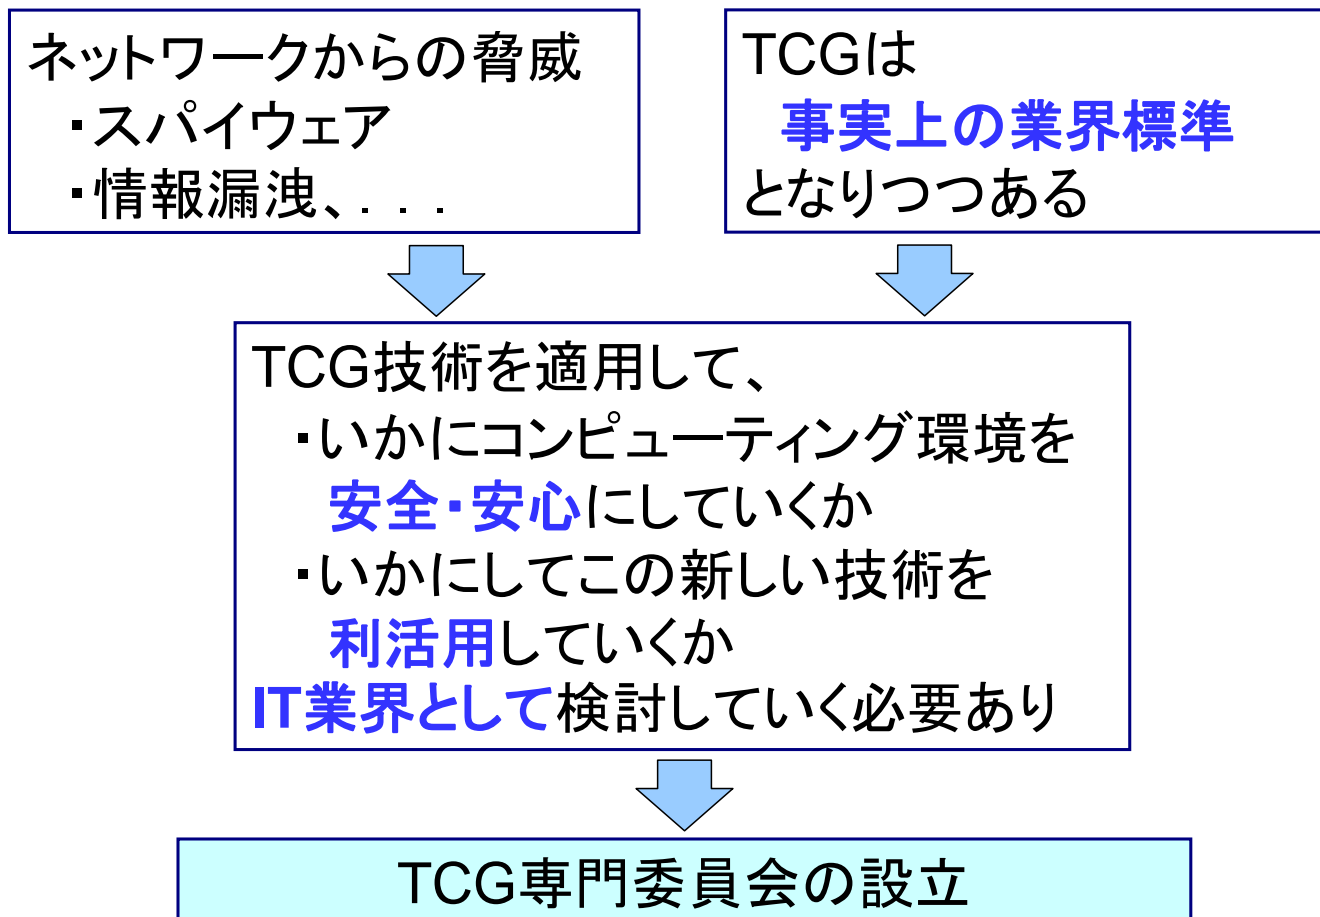 ネットワークからの脅威
・スパイウェア
・情報漏洩、. . .
TCGは
事実上の業界標準
となりつつある
TCG技術を適用して、
・いかにコンピューティング環境を
安全・安心にしていくか
・いかにしてこの新しい技術を
利活用していくか
IT業界として検討していく必要あり
TCG専門委員会の設立